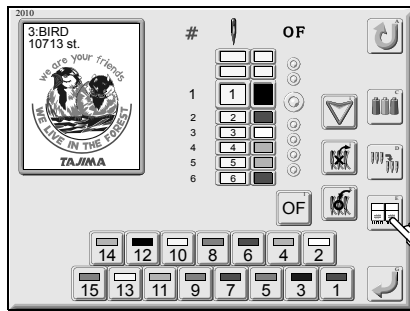 2010
3:BIRD
10713 st.
We are your friends
WE LIVE IN THE FOREST
TAJIMA
# OF
1 1
2 2
3 3
4 4
5 5
6 6
OF
A
C
D
E
G
14 12 10 8 6 4 2
15 13 11 9 7 5 3 1